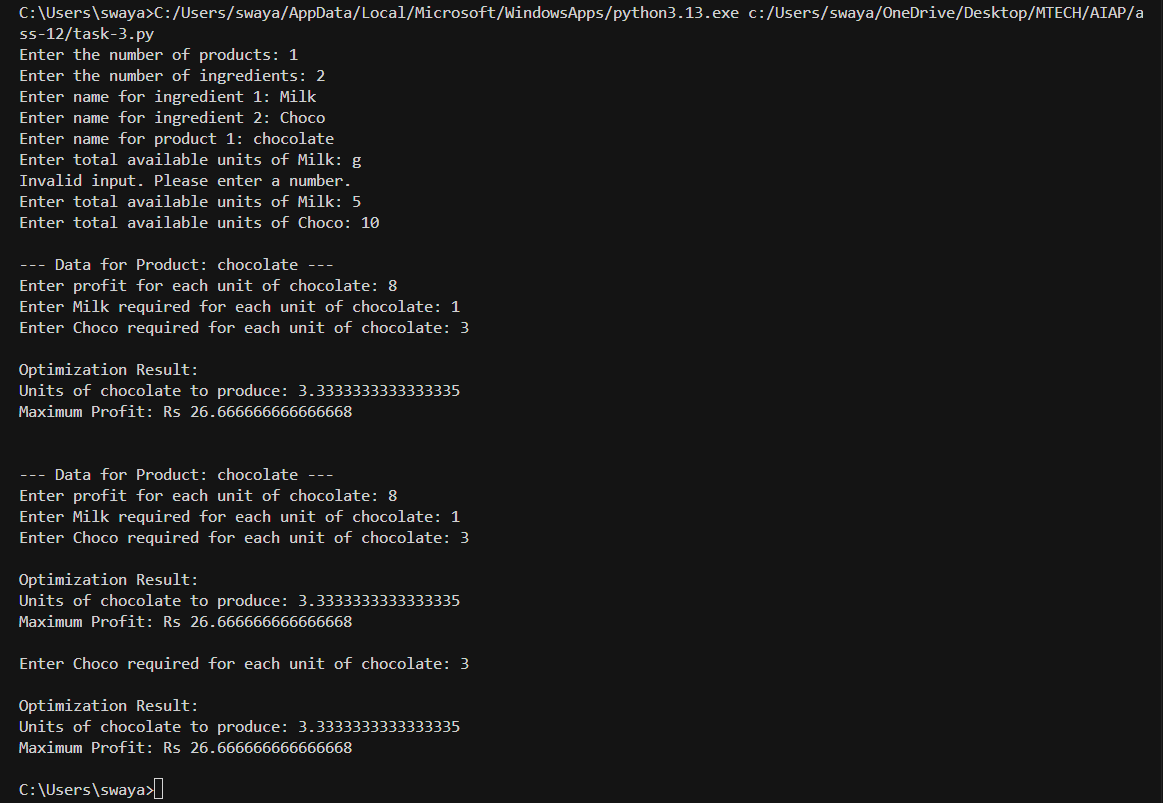 C:\Users\swaya>C:/Users/swaya/AppData/Local/Microsoft/WindowsApps/python3.13.exe c:/Users/swaya/OneDrive/Desktop/MTECH/AIAP/a
ss-12/task-3.py
Enter the number of products: 1
Enter the number of ingredients: 2
Enter name for ingredient 1: Milk
Enter name for ingredient 2: Choco
Enter name for product 1: chocolate
Enter total available units of Milk: g
Invalid input. Please enter a number.
Enter total available units of Milk: 5
Enter total available units of Choco: 10
--- Data for Product: chocolate ---
Enter profit for each unit of chocolate: 8
Enter Milk required for each unit of chocolate: 1
Enter Choco required for each unit of chocolate: 3
Optimization Result:
Units of chocolate to produce: 3.3333333333333335
Maximum Profit: Rs 26.666666666666668
--- Data for Product: chocolate ---
Enter profit for each unit of chocolate: 8
Enter Milk required for each unit of chocolate: 1
Enter Choco required for each unit of chocolate: 3
Optimization Result:
Units of chocolate to produce: 3.3333333333333335
Maximum Profit: Rs 26.666666666666668
Enter Choco required for each unit of chocolate: 3
Optimization Result:
Units of chocolate to produce: 3.3333333333333335
Maximum Profit: Rs 26.666666666666668
C:\Users\swaya>